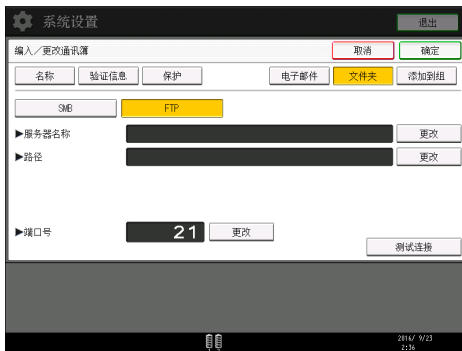 系统设置
退出
编入／更改通讯簿
取消
确定
名称
验证信息
保护
电子邮件
文件夹
添加到组
SMB
FTP
▶服务器名称
更改
▶路径
更改
▶端口号
21
更改
测试连接
2016/ 9/23
2:36